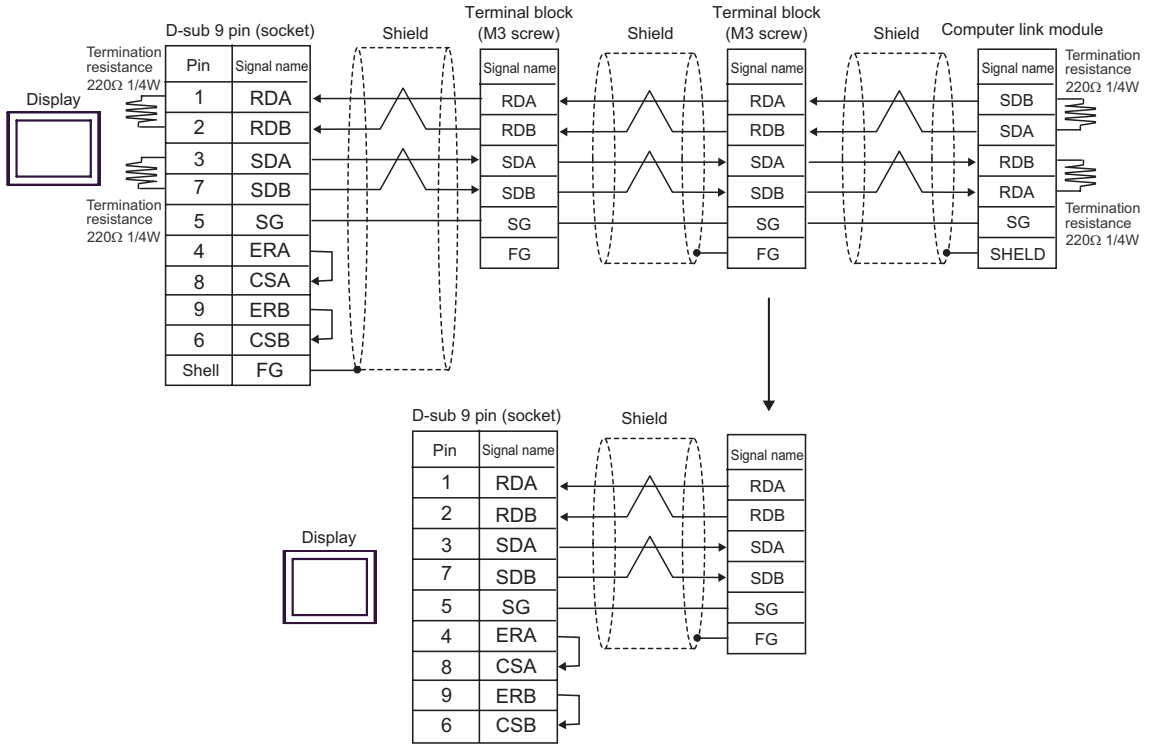 D-sub 9 pin (socket)
Shield
Terminal block
(M3 screw)
Shield
Terminal block
(M3 screw)
Shield
Computer link module
Termination
resistance
220Ω 1/4W
Display
Termination
resistance
220Ω 1/4W
Pin Signal name
1 RDA
2 RDB
3 SDA
7 SDB
5 SG
4 ERA
8 CSA
9 ERB
6 CSB
Shell FG
Signal name
RDA
RDB
SDA
SDB
SG
FG
Signal name
RDA
RDB
SDA
SDB
SG
FG
Signal name
SDB
SDA
RDB
RDA
SG
SHELD
Termination
resistance
220Ω 1/4W
Termination
resistance
220Ω 1/4W
D-sub 9 pin (socket)
Shield
Display
Pin Signal name
1 RDA
2 RDB
3 SDA
7 SDB
5 SG
4 ERA
8 CSA
9 ERB
6 CSB
Signal name
RDA
RDB
SDA
SDB
SG
FG